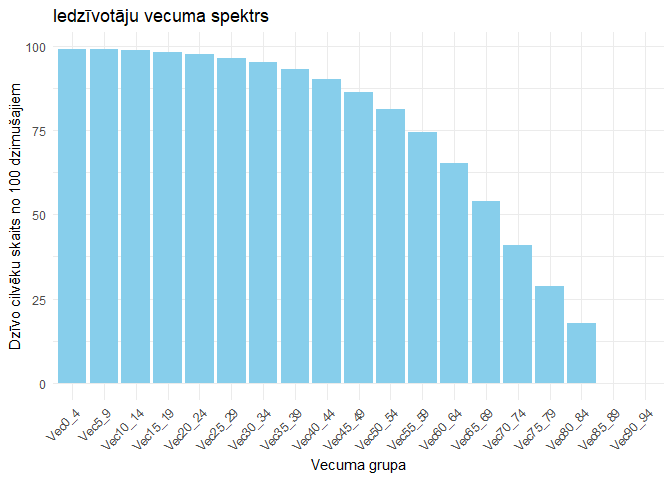 Iedzīvotāju vecuma spektrs
Dzīvo cilvēku skaits no 100 dzimušajiem
100
75
50
25
0
Vec0_4
Vec5_9
Vec10_14
Vec15_19
Vec20_24
Vec25_29
Vec30_34
Vec35_39
Vec40_44
Vec45_49
Vec50_54
Vec55_59
Vec60_64
Vec65_69
Vec70_74
Vec75_79
Vec80_84
Vec85_89
Vec90_94
Vecuma grupa